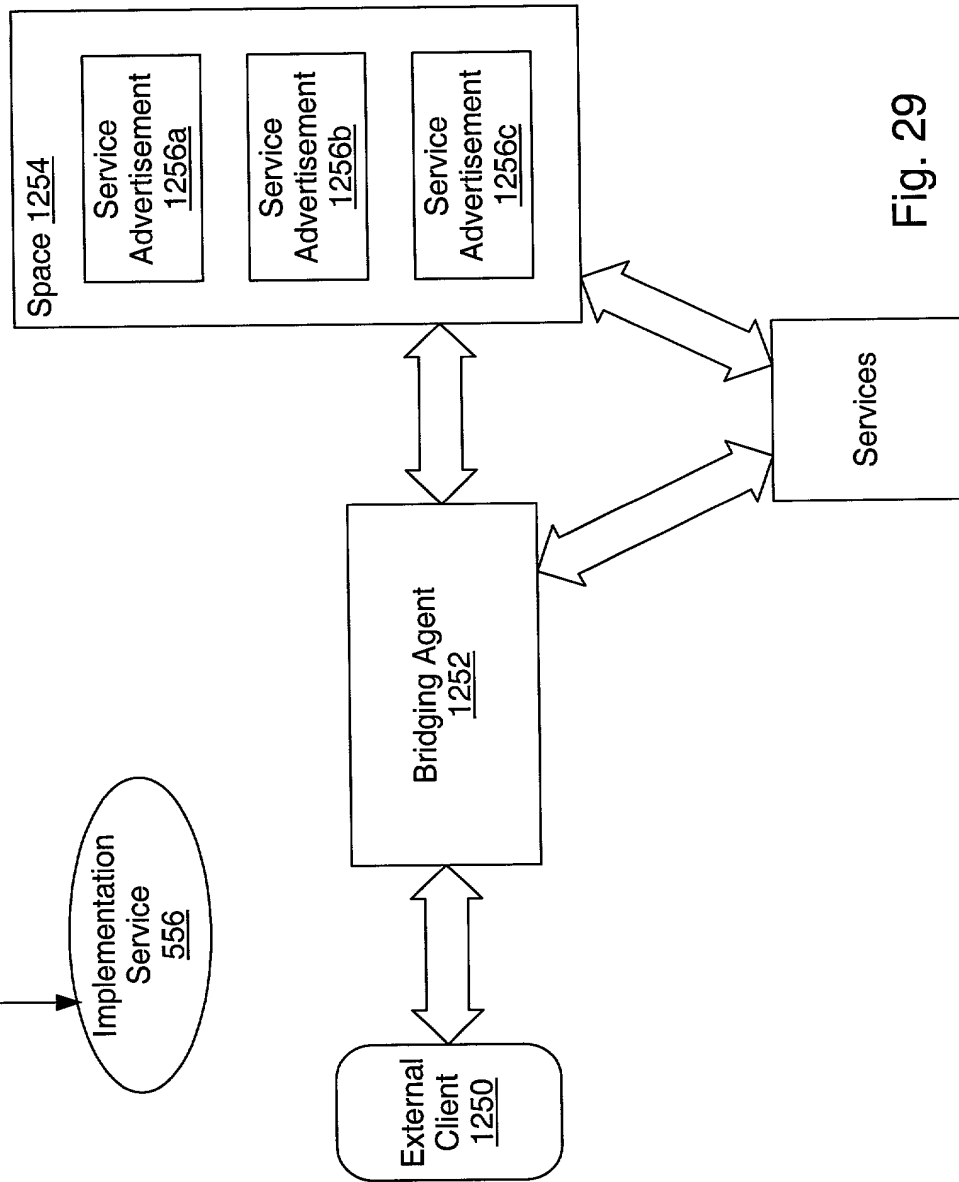 Implementation
Service
556
Space 1254
Service
Advertisement
1256a
Service
Advertisement
1256b
Service
Advertisement
1256c
Bridging Agent
1252
External
Client
1250
Services
Fig. 29